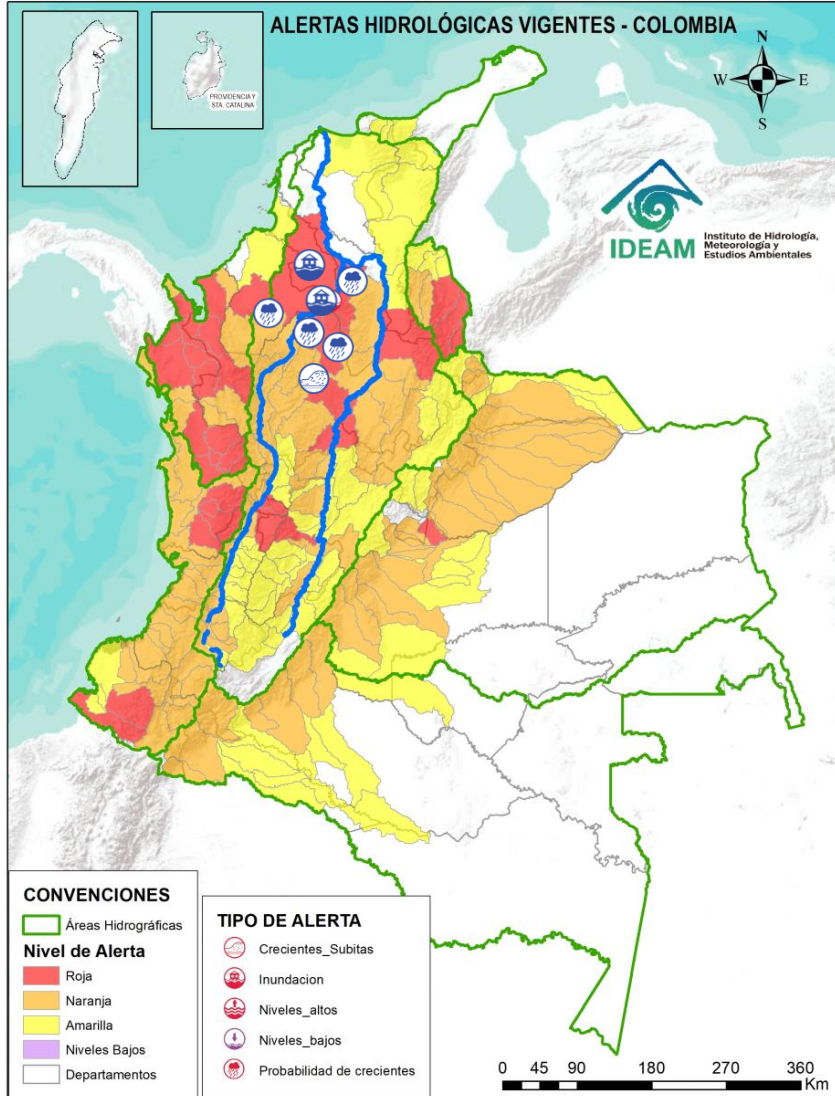 ALERTAS HIDROLÓGICAS VIGENTES - COLOMBIA
PROVIDENCIA Y
STA. CATALINA
N
W
E
S
IDEAM
Instituto de Hidrología,
Meteorología y
Estudios Ambientales
CONVENCIONES
Áreas Hidrográficas
Nivel de Alerta
Roja
Naranja
Amarilla
Niveles Bajos
Departamentos
TIPO DE ALERTA
Crecientes_Subitas
Inundacion
Niveles_altos
Niveles_bajos
Probabilidad de crecientes
0 45 90 180 270 360
Km